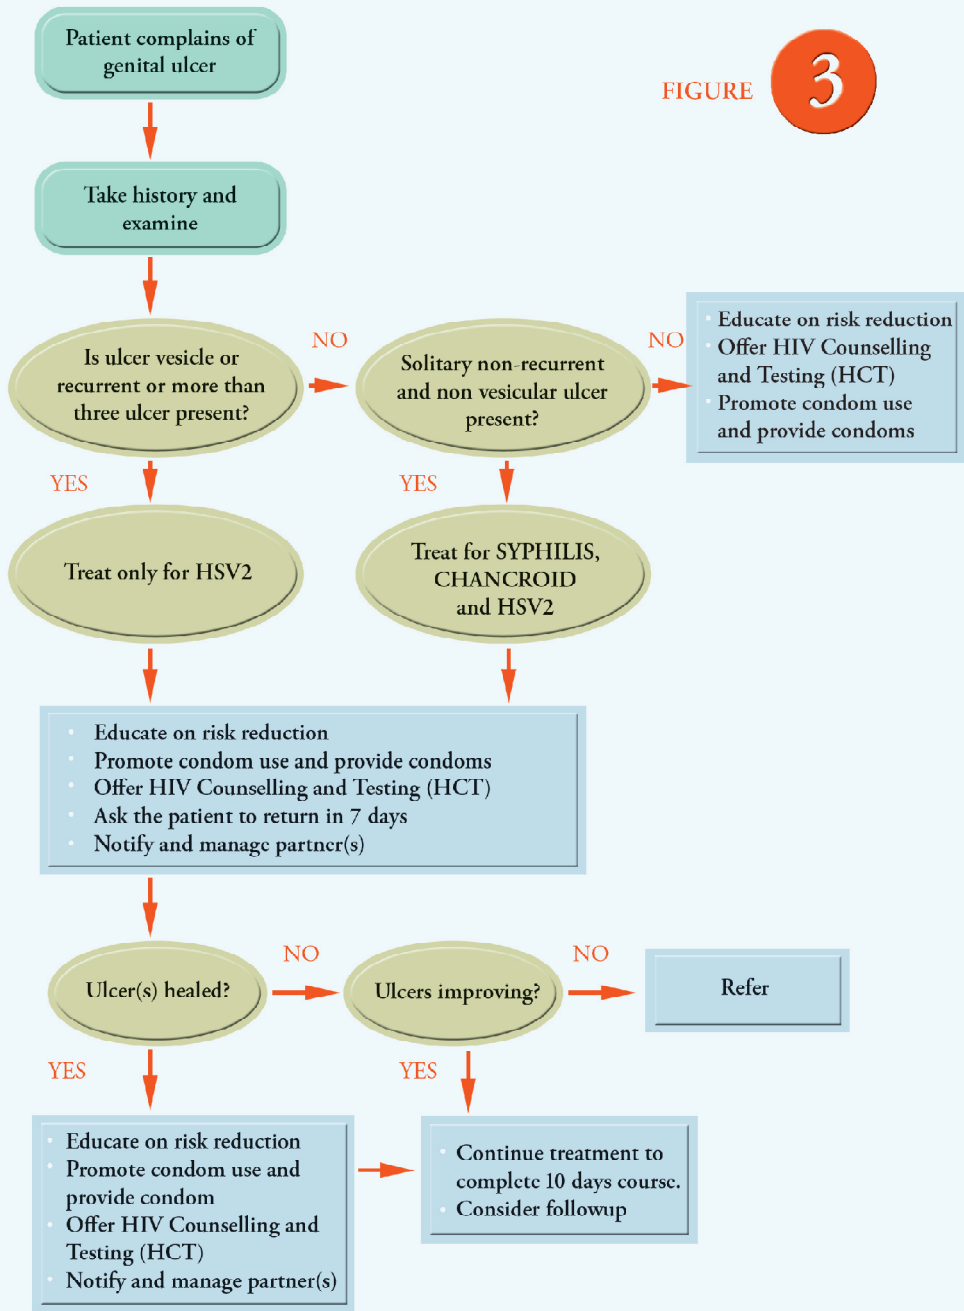 Patient complains of
genital ulcer
FIGURE 3
Take history and
examine
Is ulcer vesicle or
recurrent or more than
three ulcer present?
NO
Solitary non-recurrent
and non vesicular ulcer
present?
NO
• Educate on risk reduction
• Offer HIV Counselling
and Testing (HCT)
• Promote condom use
and provide condoms
YES
YES
Treat only for HSV2
Treat for SYPHILIS,
CHANCROID
and HSV2
• Educate on risk reduction
• Promote condom use and provide condoms
• Offer HIV Counselling and Testing (HCT)
• Ask the patient to return in 7 days
• Notify and manage partner(s)
Ulcer(s) healed?
NO
Ulcers improving?
NO
Refer
YES
YES
• Educate on risk reduction
• Promote condom use and
provide condom
• Offer HIV Counselling and
Testing (HCT)
• Notify and manage partner(s)
• Continue treatment to
complete 10 days course.
• Consider followup